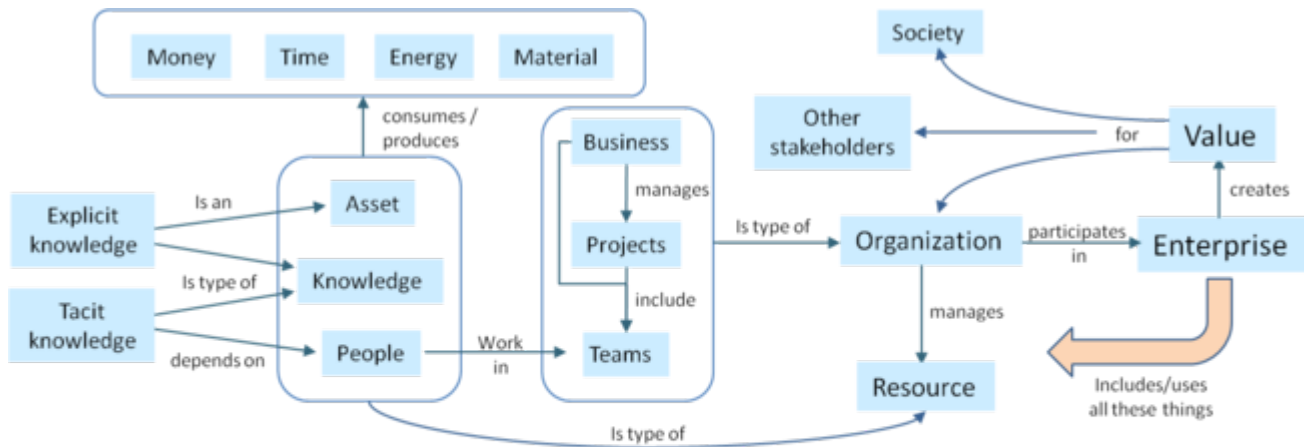 Money
Time
Energy
Material
Society
consumes /
produces
Business
Other
stakeholders
for
Value
manages
creates
Explicit
knowledge
Is an
Asset
Projects
Is type of
Organization
participates
in
Enterprise
Is type of
Knowledge
include
Tacit
knowledge
depends on
People
Work
in
Teams
manages
Resource
Includes/uses
all these things
Is type of